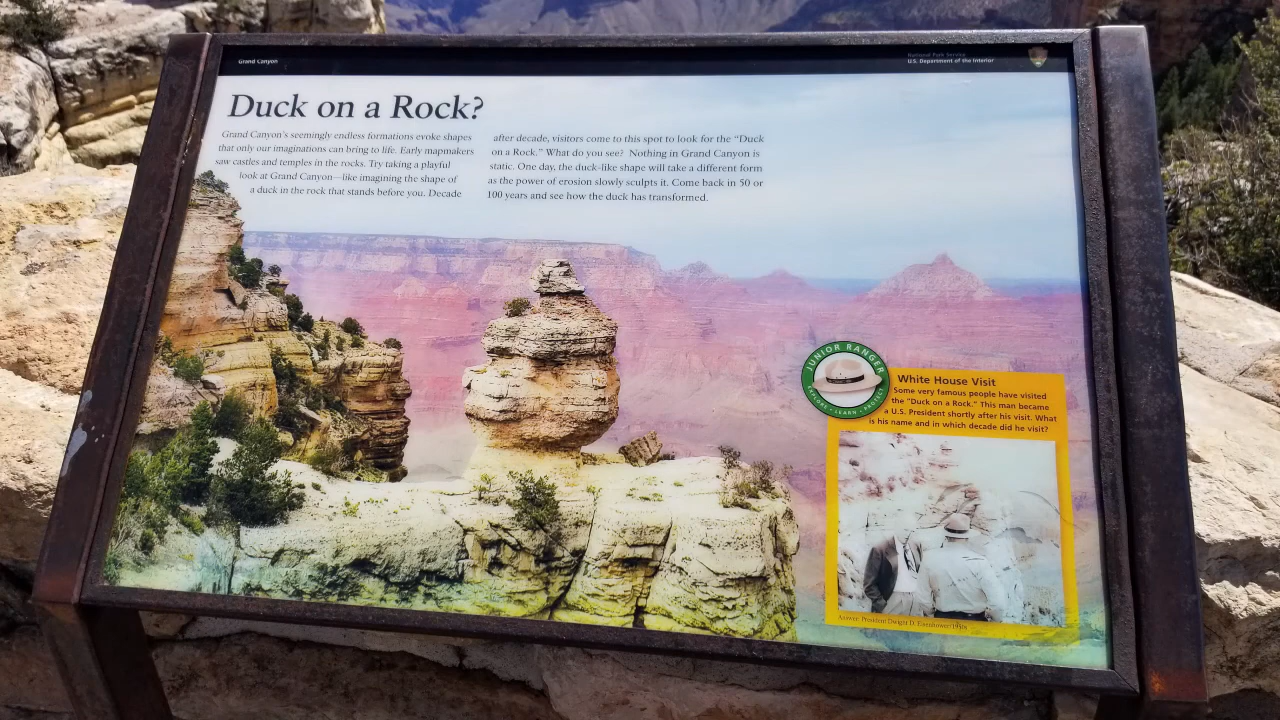 Grand Canyon
National Park Service
U.S. Department of the Interior
Duck on a Rock?
Grand Canyon's seemingly endless formations evoke shapes
that only our imaginations can bring to life. Early mapmakers
saw castles and temples in the rocks. Try taking a playful
look at Grand Canyon—like imagining the shape of
a duck in the rock that stands before you. Decade
after decade, visitors come to this spot to look for the "Duck
on a Rock." What do you see? Nothing in Grand Canyon is
static. One day, the duck-like shape will take a different form
as the power of erosion slowly sculpts it. Come back in 50 or
100 years and see how the duck has transformed.
JUNIOR RANGER
EXPLORE • LEARN • PROTECT
White House Visit
Some very famous people have visited
the "Duck on a Rock." This man became
a U.S. President shortly after his visit. What
is his name and in which decade did he visit?
Answer: President Dwight D. Eisenhower/1950s